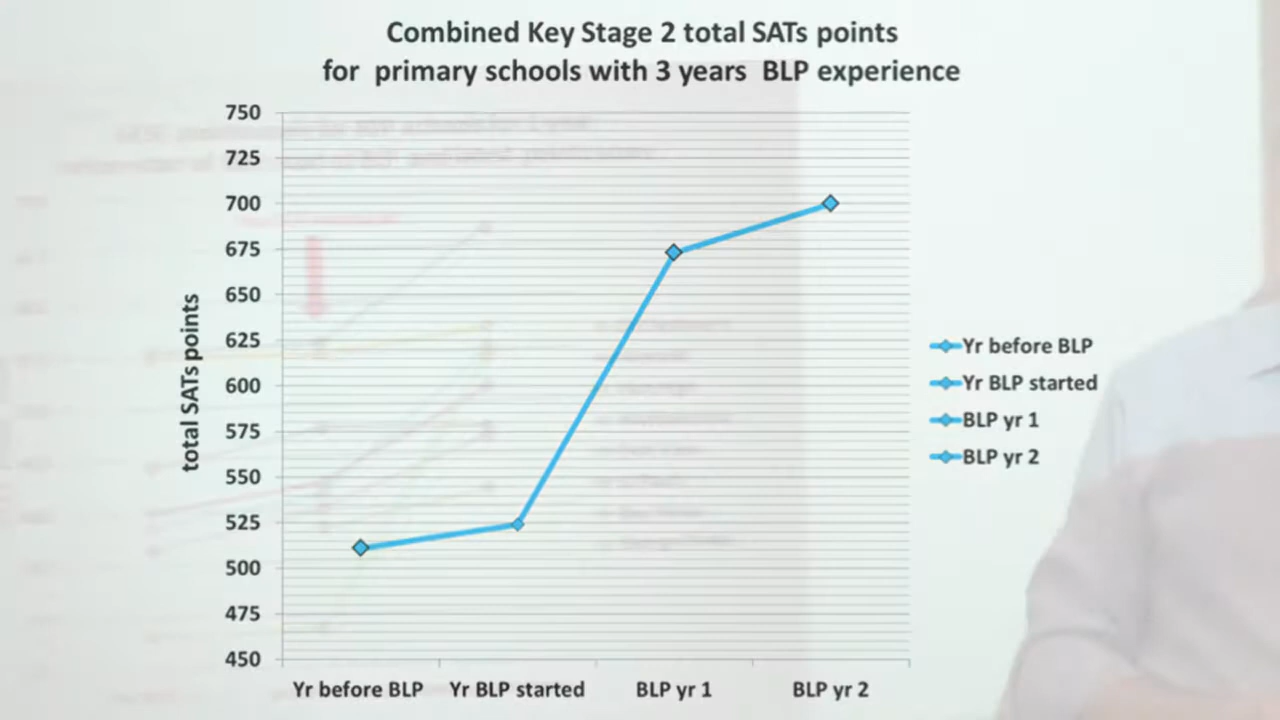 Combined Key Stage 2 total SATs points
for primary schools with 3 years BLP experience
750
725
700
675
650
625
600
575
550
525
500
475
450
total SATs points
Yr before BLP
Yr BLP started
BLP yr 1
BLP yr 2
Yr before BLP
Yr BLP started
BLP yr 1
BLP yr 2